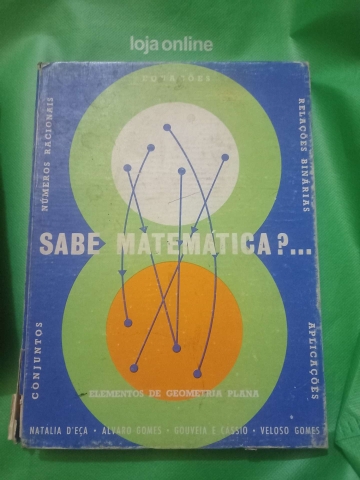 loja online
EQUAÇÕES
NÚMEROS RACIONAIS
RELAÇÕES BINÁRIAS
SABE MATEMÁTICA?...
CONJUNTOS
APLICAÇÕES
ELEMENTOS DE GEOMETRIA PLANA
NATALIA D'EÇA • ALVARO GOMES • GOUVEIA E CASSIO • VELOSO GOMES